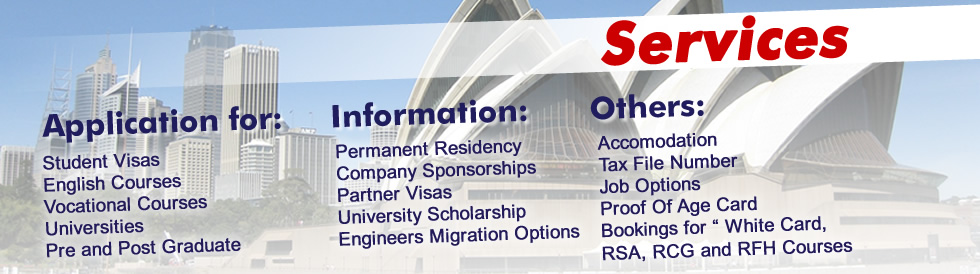 Services
Application for:
Student Visas
English Courses
Vocational Courses
Universities
Pre and Post Graduate
Information:
Permanent Residency
Company Sponsorships
Partner Visas
University Scholarship
Engineers Migration Options
Others:
Accomodation
Tax File Number
Job Options
Proof Of Age Card
Bookings for “ White Card,
RSA, RCG and RFH Courses